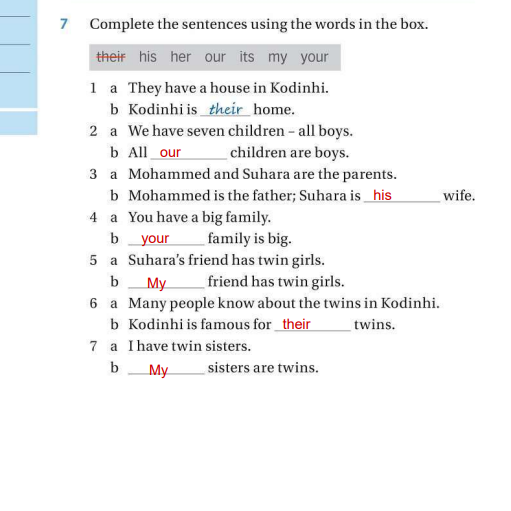 7 Complete the sentences using the words in the box.
their his her our its my your
1 a They have a house in Kodinhi.
b Kodinhi is their home.
2 a We have seven children – all boys.
b All our children are boys.
3 a Mohammed and Suhara are the parents.
b Mohammed is the father; Suhara is his wife.
4 a You have a big family.
b your family is big.
5 a Suhara's friend has twin girls.
b My friend has twin girls.
6 a Many people know about the twins in Kodinhi.
b Kodinhi is famous for their twins.
7 a I have twin sisters.
b My sisters are twins.